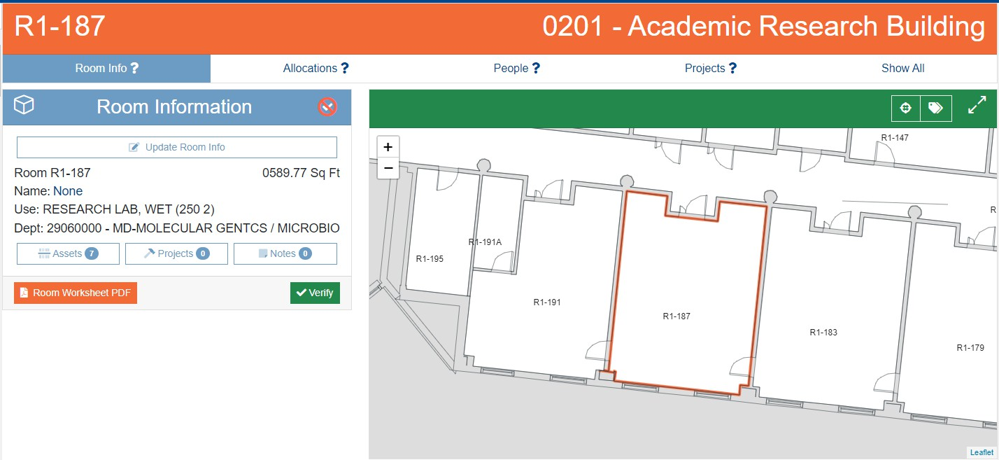 R1-187
0201 - Academic Research Building
Room Info ?
Allocations ?
People ?
Projects ?
Show All
Room Information
Update Room Info
Room R1-187
0589.77 Sq Ft
Name: None
Use: RESEARCH LAB, WET (250 2)
Dept: 29060000 - MD-MOLECULAR GENTCS / MICROBIO
Assets 7
Projects 0
Notes 0
Room Worksheet PDF
Verify
+
−
R1-147
R
R1-191A
R1-195
R1-191
R1-187
R1-183
R1-179
Leaflet